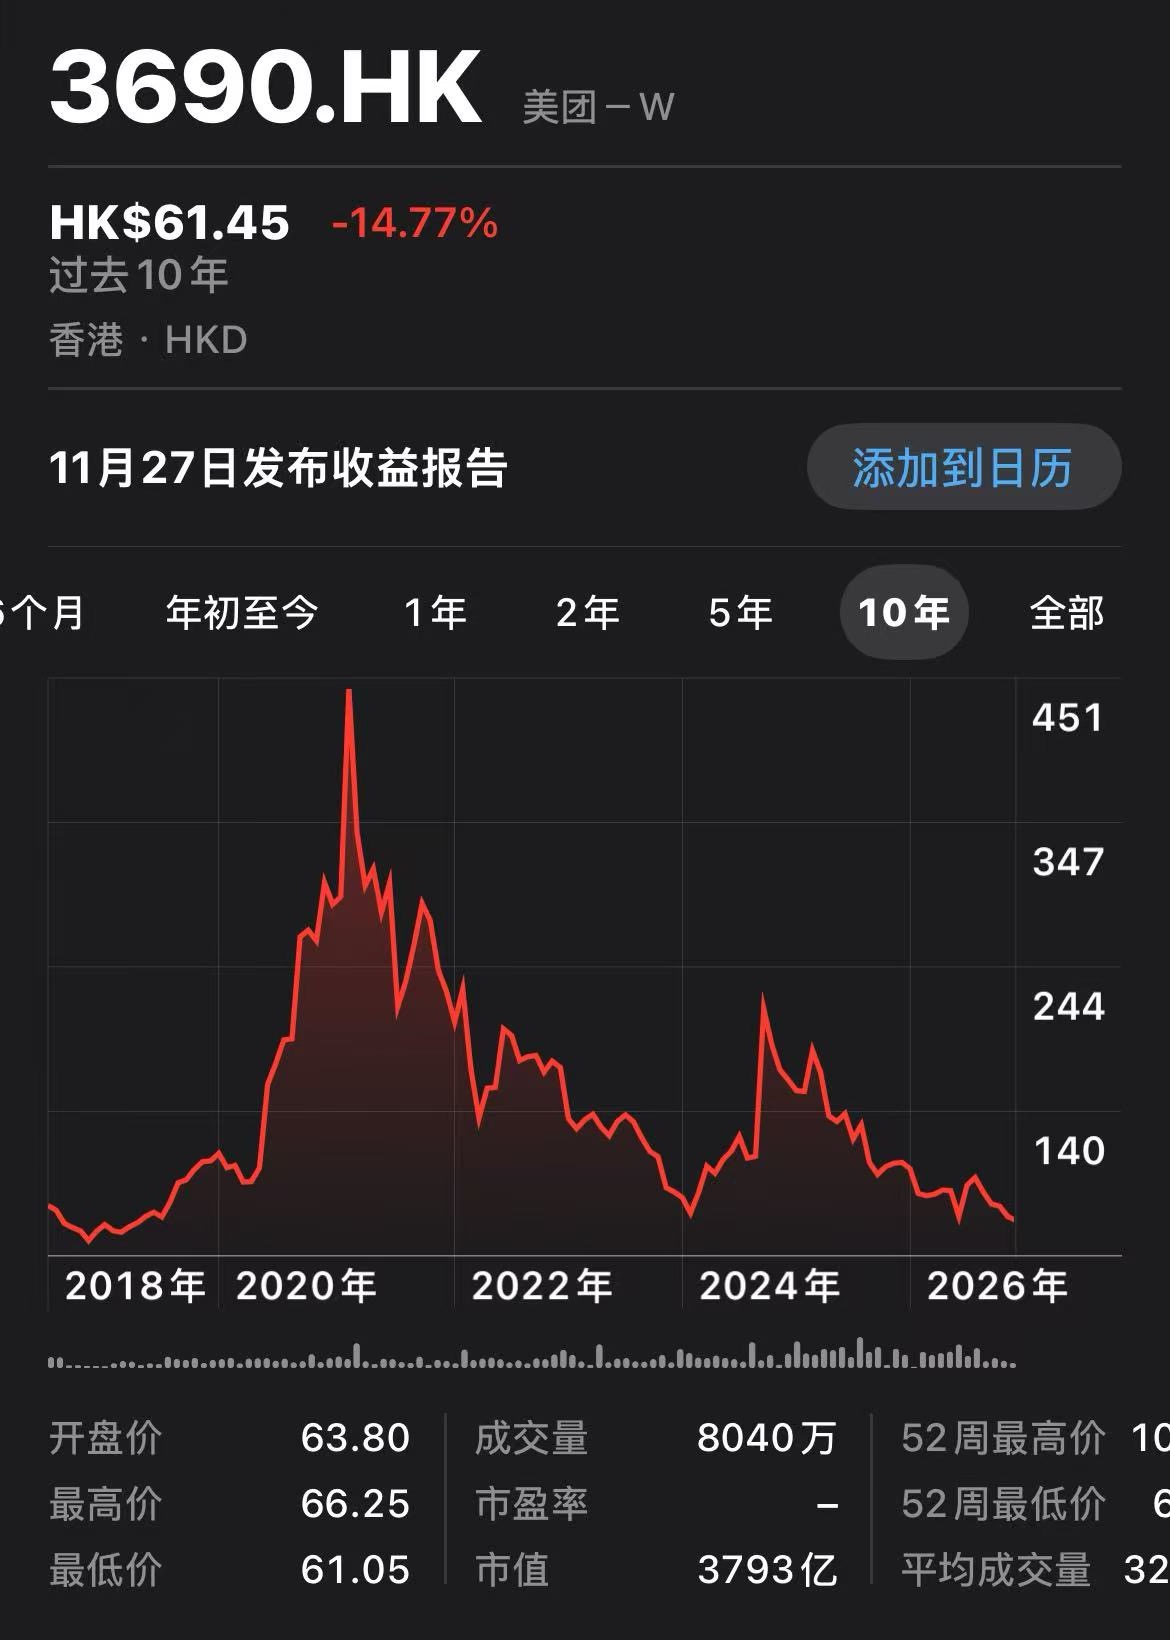 3690.HK 美团－W
HK$61.45 -14.77%
过去10年
香港 · HKD
11月27日发布收益报告 添加到日历
个月 年初至今 1年 2年 5年 10年 全部
451
347
244
140
2018年 2020年 2022年 2024年 2026年
开盘价 63.80 成交量 8040万 52周最高价 10
最高价 66.25 市盈率 – 52周最低价 6
最低价 61.05 市值 3793亿 平均成交量 32